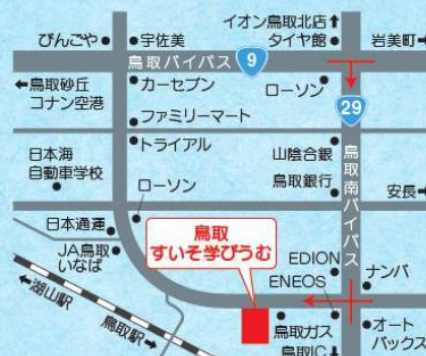 イオン鳥取北店⬆
びんごや
宇佐美
タイヤ館
岩美町➡
鳥取バイパス
9
⬅鳥取砂丘
コナン空港
カーセブン
ローソン
29
ファミリーマート
トライアル
日本海
自動車学校
山陰合銀
鳥取銀行
鳥取南バイパス
安長➡
ローソン
日本通運
鳥取
すいそ学びうむ
JA鳥取
いなば
EDION
ENEOS
ナンバ
⬅湖山駅
鳥取駅➡
鳥取ガス
鳥取IC⬇
オート
バックス